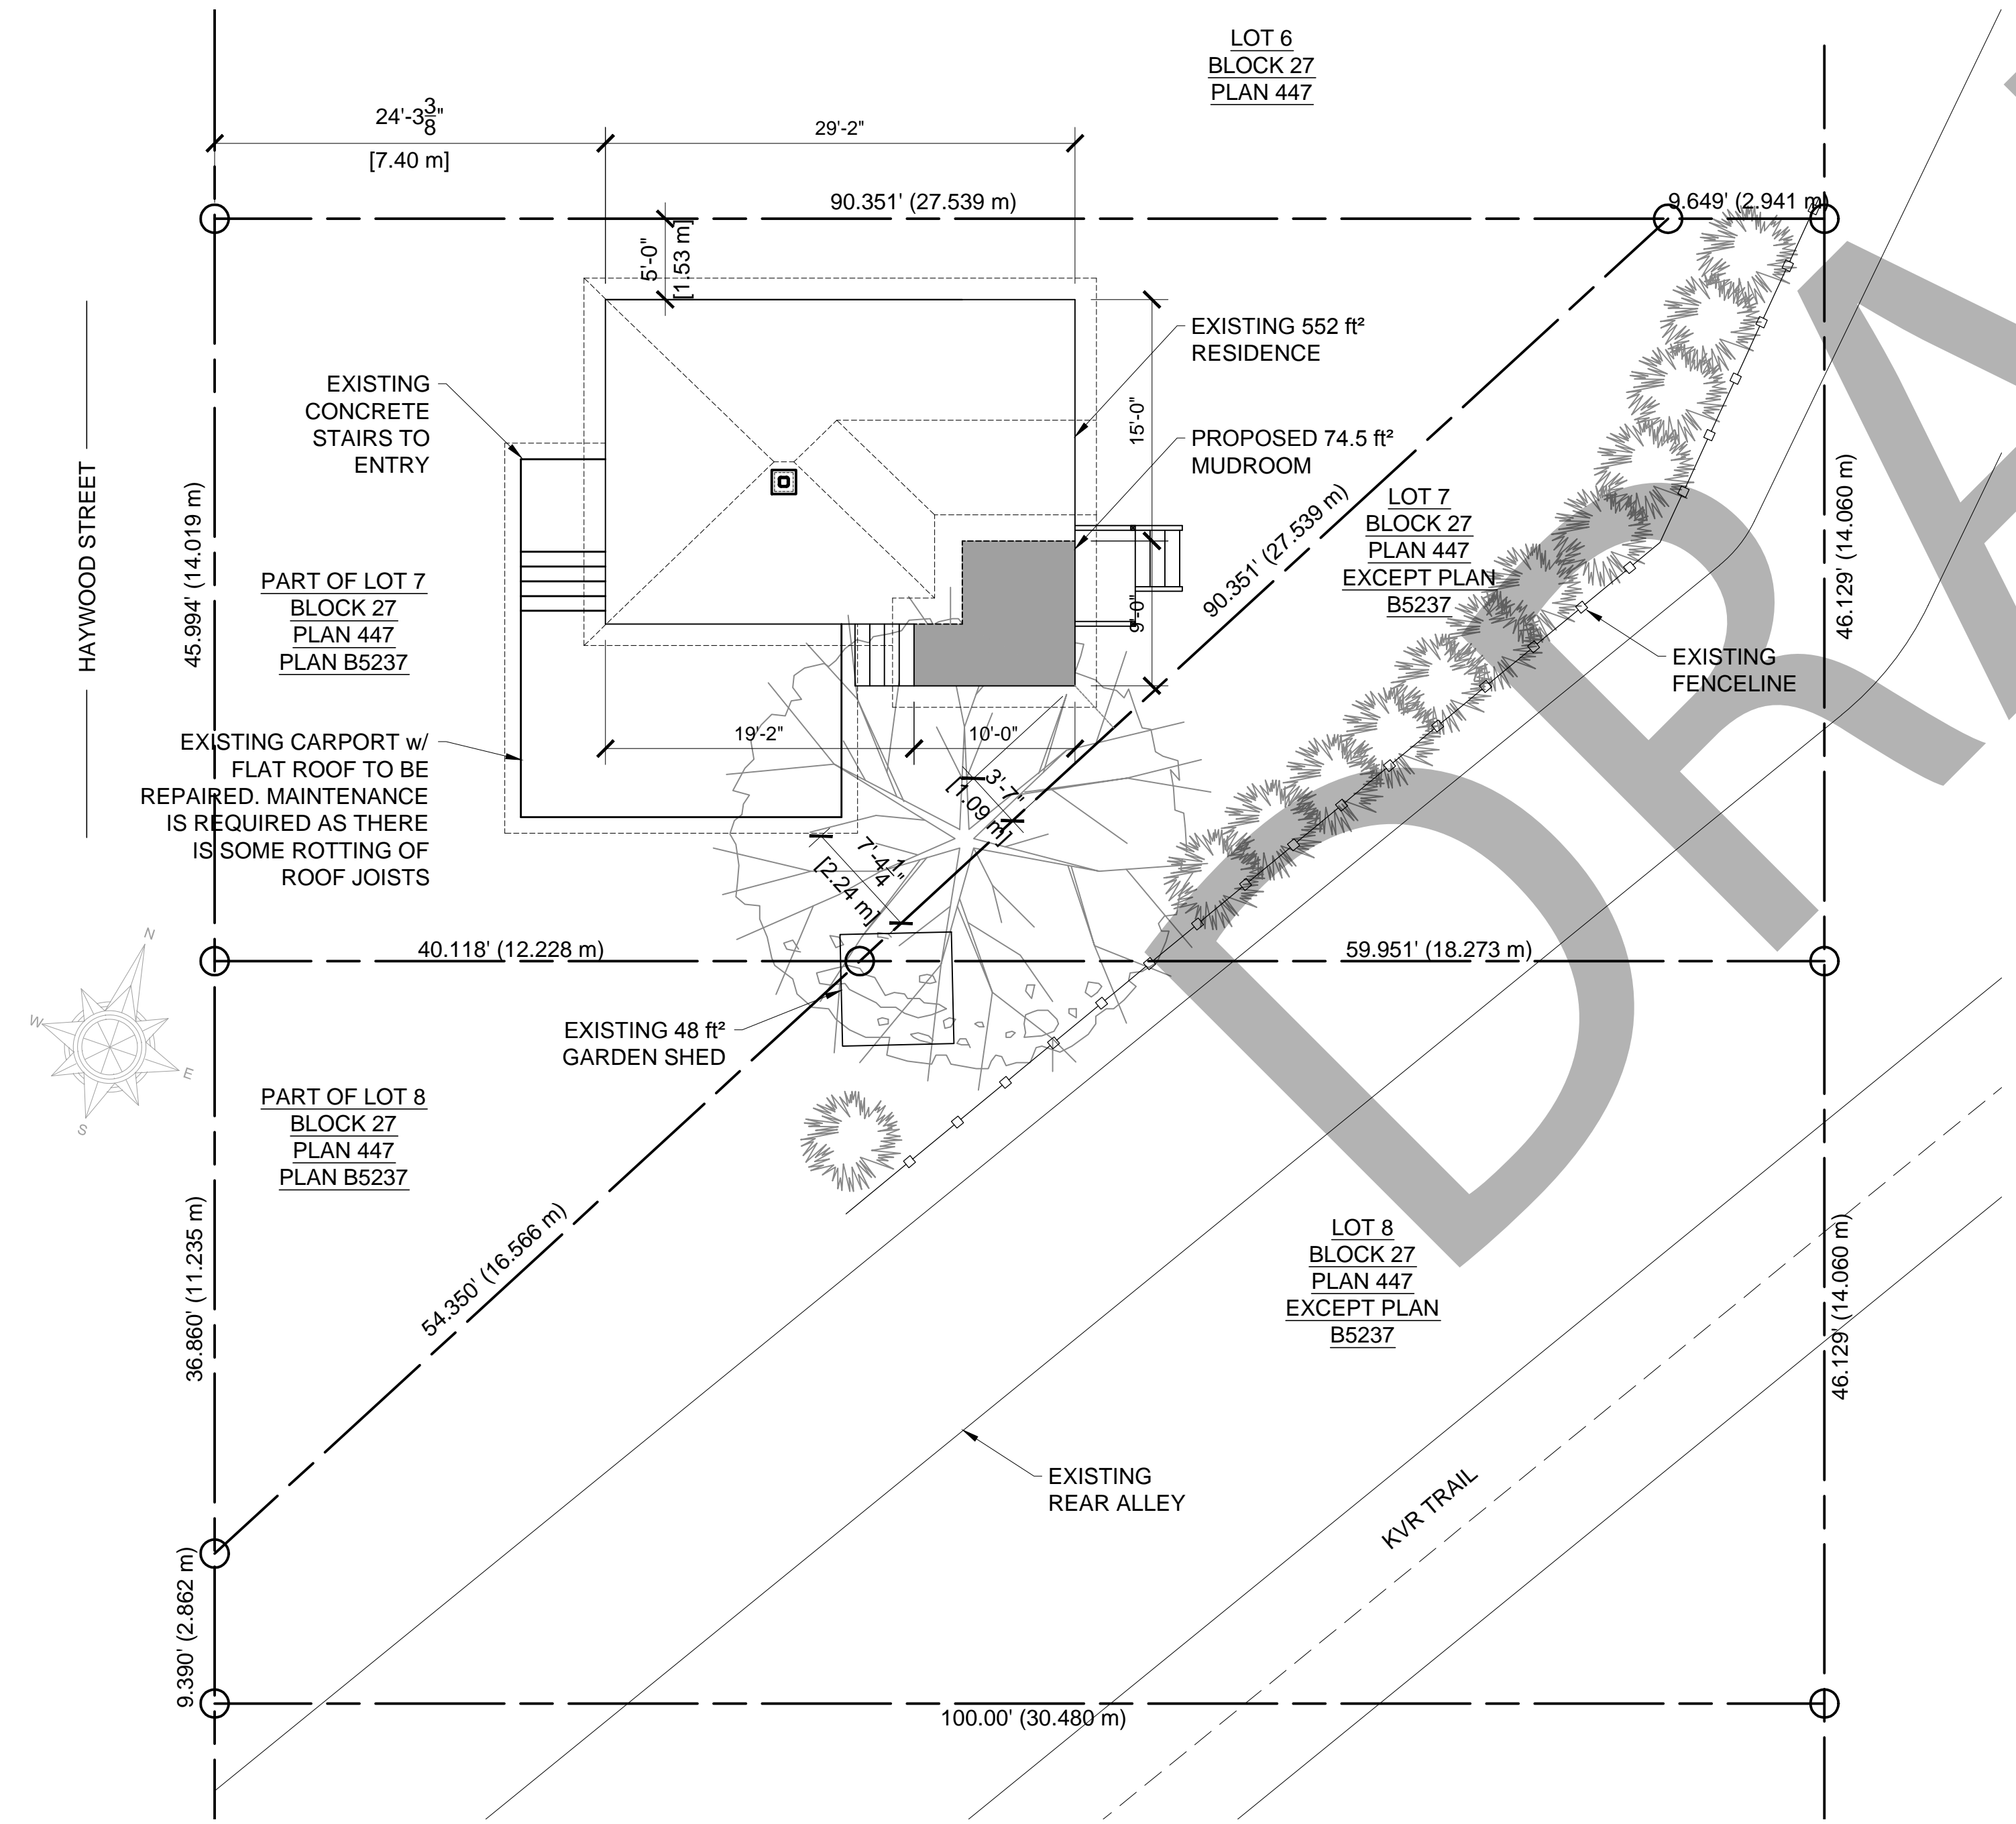 LOT 6
BLOCK 27
PLAN 447
24'-3 3/8"
[7.40 m]
29'-2"
90.351' (27.539 m)
9.649' (2.941 m)
5'-0"
[1.53 m]
EXISTING 552 ft²
RESIDENCE
EXISTING
CONCRETE
STAIRS TO
ENTRY
15'-0"
PROPOSED 74.5 ft²
MUDROOM
HAYWOOD STREET
45.994' (14.019 m)
90.351' (27.539 m)
LOT 7
BLOCK 27
PLAN 447
EXCEPT PLAN
B5237
46.129' (14.060 m)
PART OF LOT 7
BLOCK 27
PLAN 447
PLAN B5237
9'-0"
EXISTING
FENCELINE
EXISTING CARPORT w/
FLAT ROOF TO BE
REPAIRED. MAINTENANCE
IS REQUIRED AS THERE
IS SOME ROTTING OF
ROOF JOISTS
19'-2"
10'-0"
3'-7"
[1.09 m]
7'-4 1/4"
[2.24 m]
40.118' (12.228 m)
59.951' (18.273 m)
N
W
E
S
EXISTING 48 ft²
GARDEN SHED
PART OF LOT 8
BLOCK 27
PLAN 447
PLAN B5237
36.860' (11.235 m)
54.350' (16.566 m)
LOT 8
BLOCK 27
PLAN 447
EXCEPT PLAN
B5237
46.129' (14.060 m)
EXISTING
REAR ALLEY
KVR TRAIL
9.390' (2.862 m)
100.00' (30.480 m)
DRA